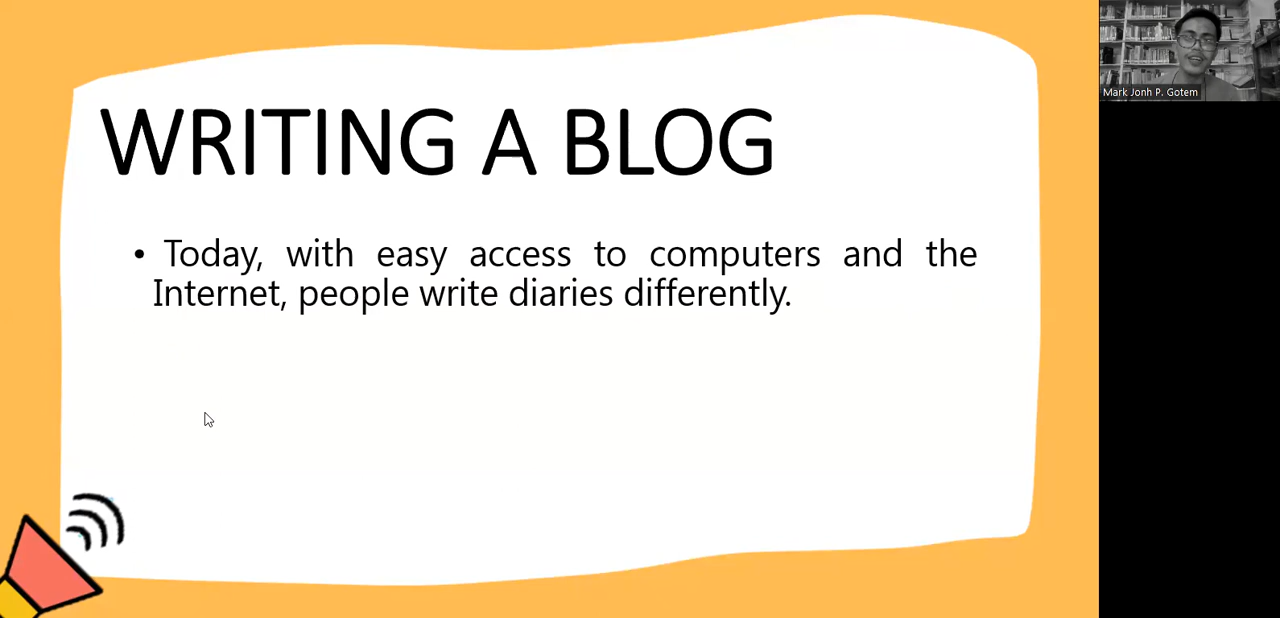 WRITING A BLOG
• Today, with easy access to computers and the
Internet, people write diaries differently.
Mark Jonh P. Gotem